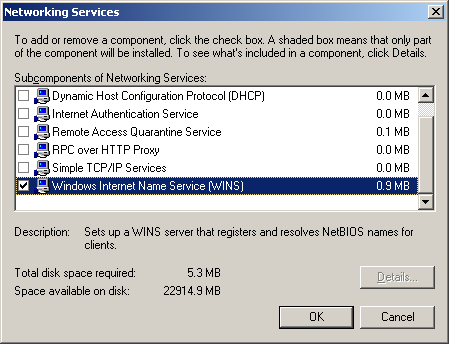 Networking Services
To add or remove a component, click the check box. A shaded box means that only part
of the component will be installed. To see what's included in a component, click Details.
Subcomponents of Networking Services:
Dynamic Host Configuration Protocol (DHCP) 0.0 MB
Internet Authentication Service 0.0 MB
Remote Access Quarantine Service 0.1 MB
RPC over HTTP Proxy 0.0 MB
Simple TCP/IP Services 0.0 MB
Windows Internet Name Service (WINS) 0.9 MB
Description: Sets up a WINS server that registers and resolves NetBIOS names for
clients.
Total disk space required: 5.3 MB
Space available on disk: 22914.9 MB
Details...
OK Cancel